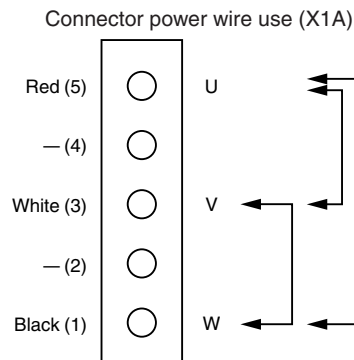 Connector power wire use (X1A)
Red (5) U
— (4)
White (3) V
— (2)
Black (1) W